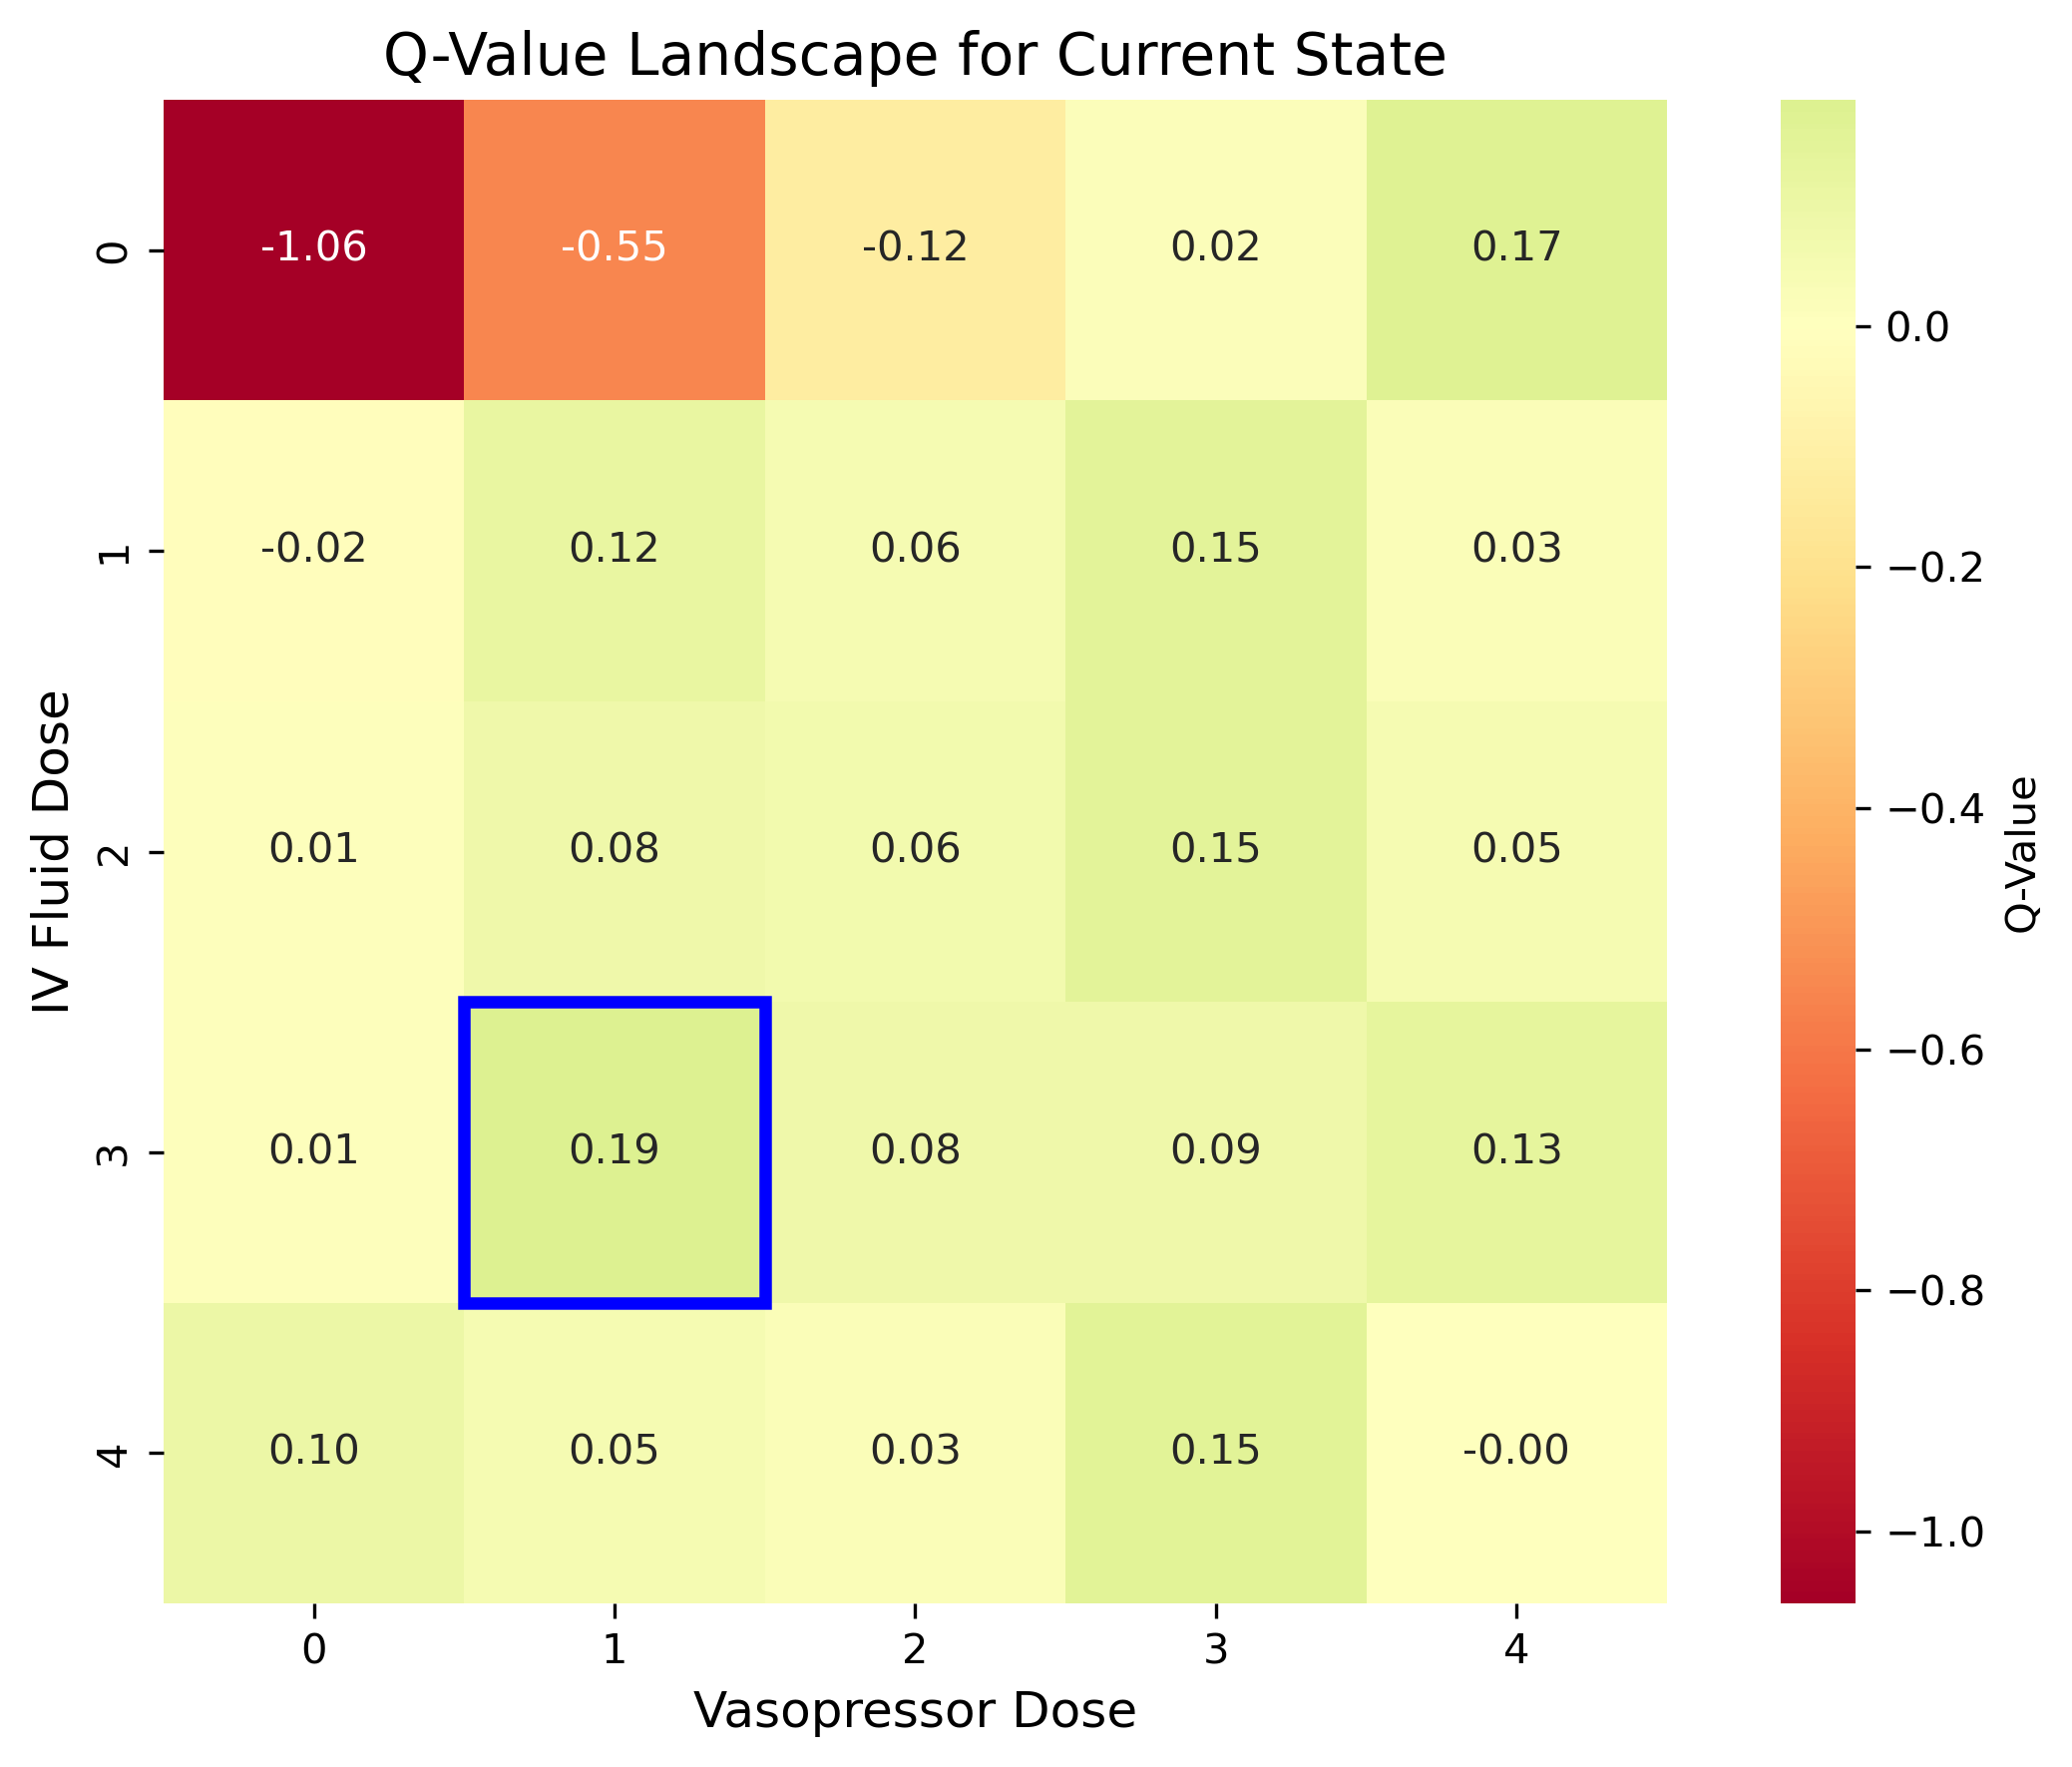 Q-Value Landscape for Current State
0 -1.06 -0.55 -0.12 0.02 0.17
1 -0.02 0.12 0.06 0.15 0.03
2 0.01 0.08 0.06 0.15 0.05
3 0.01 0.19 0.08 0.09 0.13
4 0.10 0.05 0.03 0.15 -0.00
0 1 2 3 4
IV Fluid Dose
Vasopressor Dose
0.0
−0.2
−0.4
−0.6
−0.8
−1.0
Q-Value